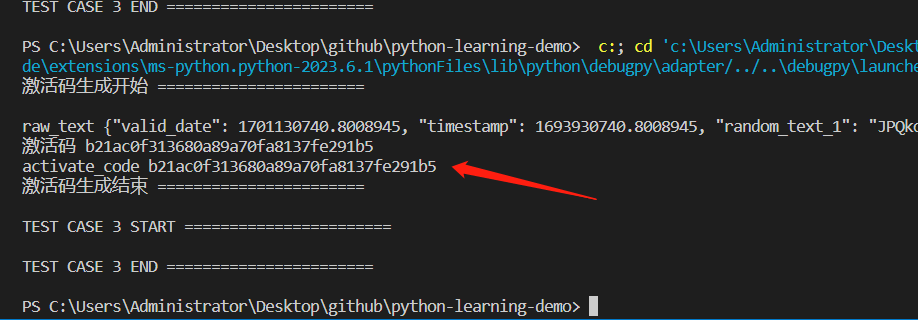 TEST CASE 3 END =======================
PS C:\Users\Administrator\Desktop\github\python-learning-demo>  c:; cd 'c:\Users\Administrator\Deskt
de\extensions\ms-python.python-2023.6.1\pythonFiles\lib\python\debugpy\adapter/../..\debugpy\launche
激活码生成开始 =======================
raw_text {"valid_date": 1701130740.8008945, "timestamp": 1693930740.8008945, "random_text_1": "JPQkd
激活码 b21ac0f313680a89a70fa8137fe291b5
activate_code b21ac0f313680a89a70fa8137fe291b5
激活码生成结束 =======================
TEST CASE 3 START =======================
TEST CASE 3 END =======================
PS C:\Users\Administrator\Desktop\github\python-learning-demo>